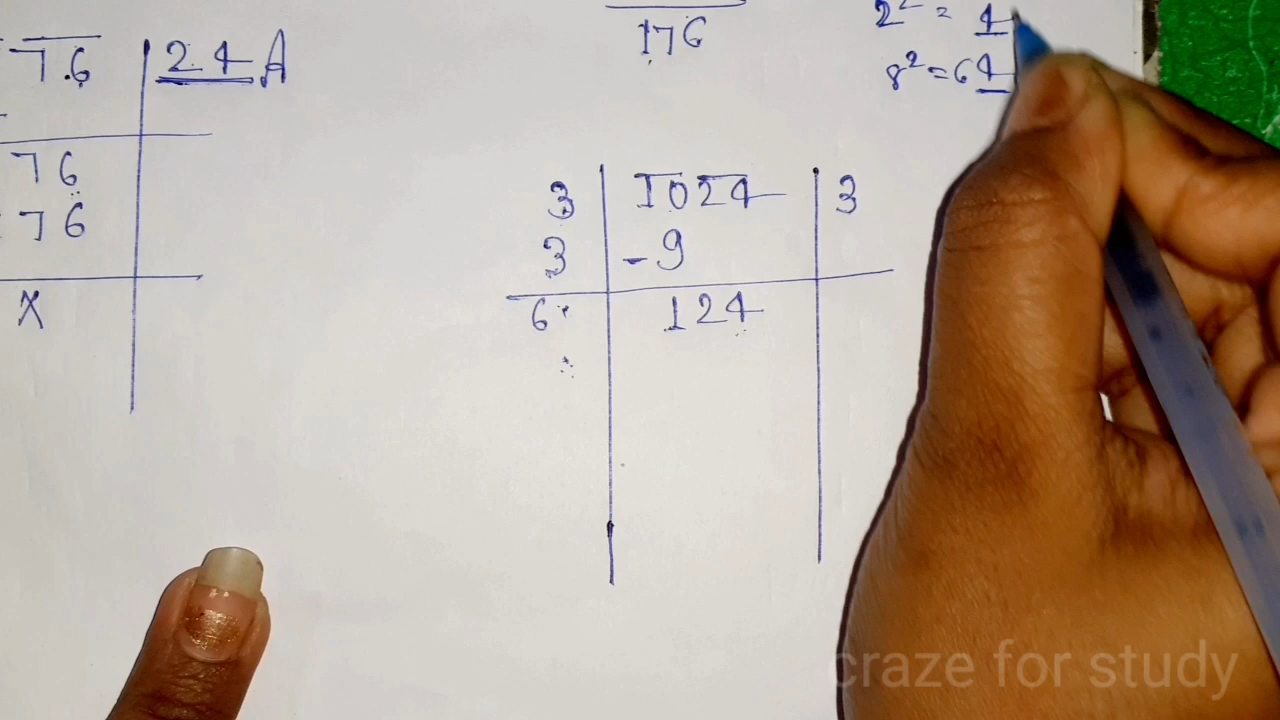 76 24 A
76
76
X
176
2² = 4
8² = 64
3 1024 3
3 -9
6 124
craze for study